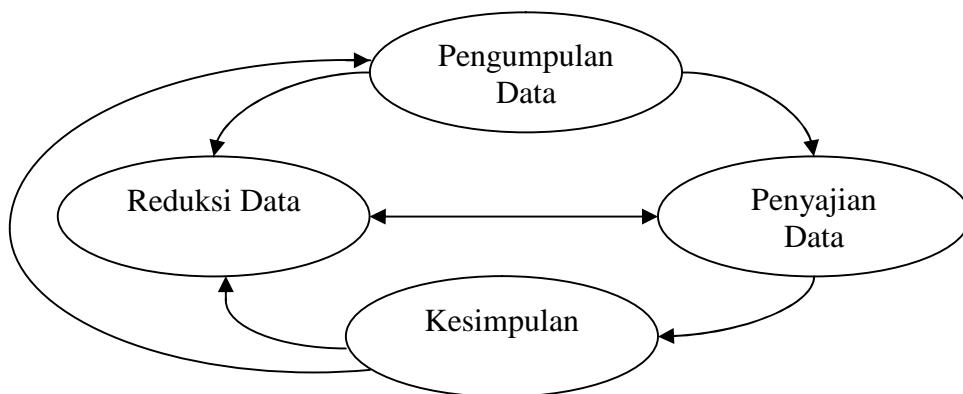 Pengumpulan
Data
Reduksi Data
Penyajian
Data
Kesimpulan